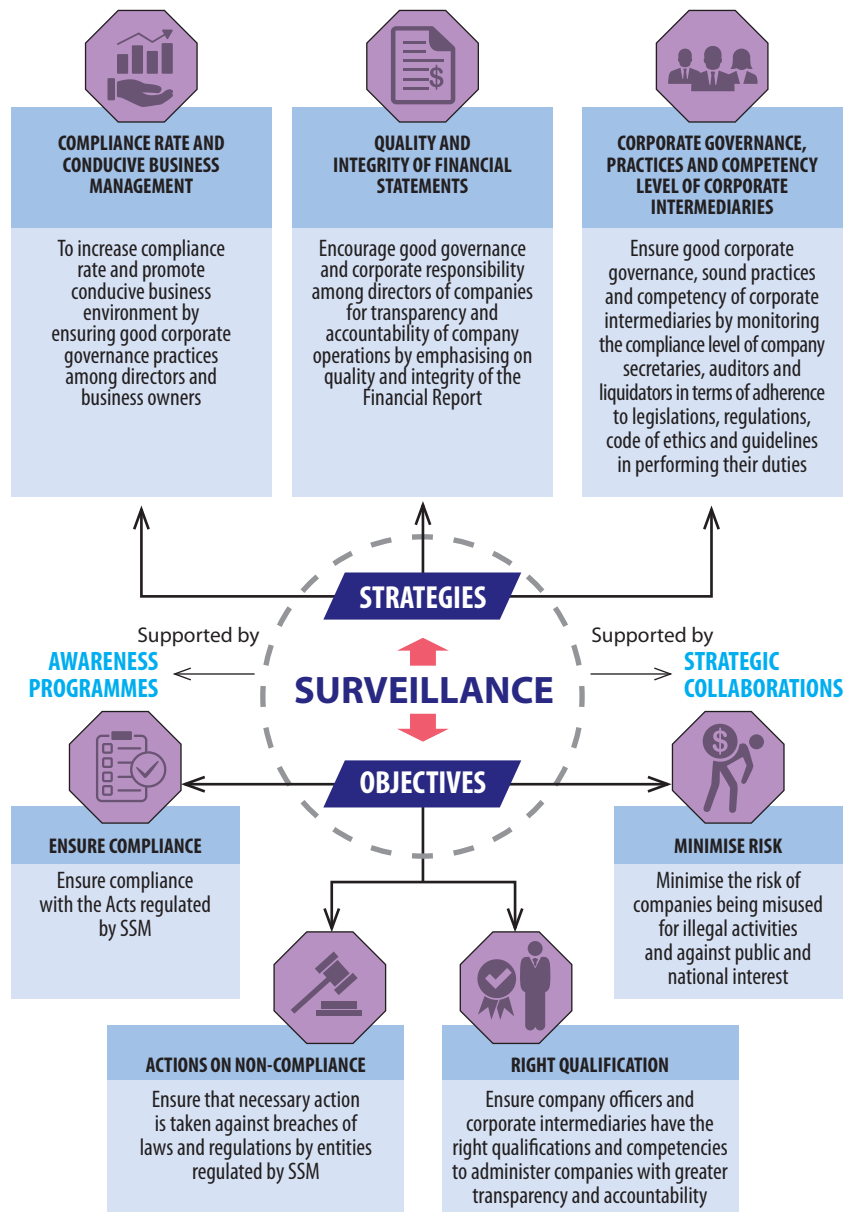 $
COMPLIANCE RATE AND
CONDUCIVE BUSINESS
MANAGEMENT
To increase compliance
rate and promote
conducive business
environment by
ensuring good corporate
governance practices
among directors and
business owners
QUALITY AND
INTEGRITY OF FINANCIAL
STATEMENTS
Encourage good governance
and corporate responsibility
among directors of companies
for transparency and
accountability of company
operations by emphasising on
quality and integrity of the
Financial Report
CORPORATE GOVERNANCE,
PRACTICES AND COMPETENCY
LEVEL OF CORPORATE
INTERMEDIARIES
Ensure good corporate
governance, sound practices
and competency of corporate
intermediaries by monitoring
the compliance level of company
secretaries, auditors and
liquidators in terms of adherence
to legislations, regulations,
code of ethics and guidelines
in performing their duties
STRATEGIES
Supported by
AWARENESS
PROGRAMMES
SURVEILLANCE
Supported by
STRATEGIC
COLLABORATIONS
OBJECTIVES
ENSURE COMPLIANCE
Ensure compliance
with the Acts regulated
by SSM
$
MINIMISE RISK
Minimise the risk of
companies being misused
for illegal activities
and against public and
national interest
ACTIONS ON NON-COMPLIANCE
Ensure that necessary action
is taken against breaches of
laws and regulations by entities
regulated by SSM
RIGHT QUALIFICATION
Ensure company officers and
corporate intermediaries have the
right qualifications and competencies
to administer companies with greater
transparency and accountability